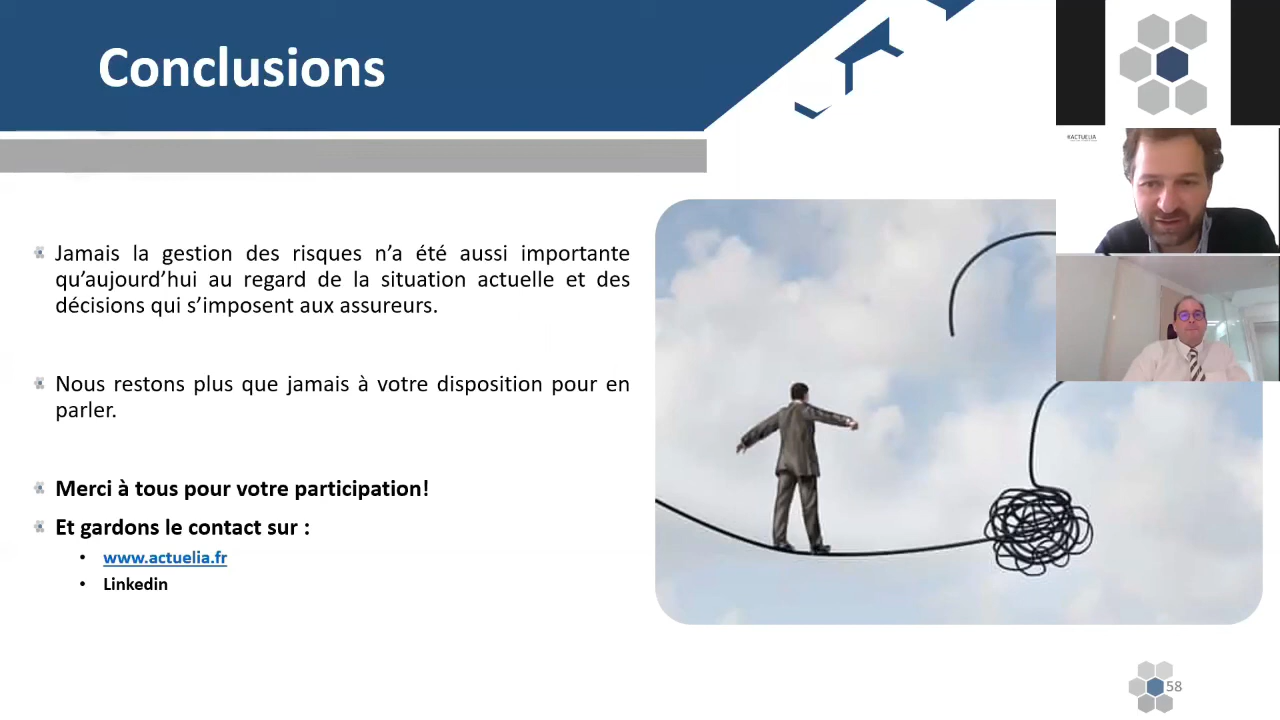 Conclusions
#ACTUELIA
Jamais la gestion des risques n’a été aussi importante
qu’aujourd’hui au regard de la situation actuelle et des
décisions qui s’imposent aux assureurs.
Nous restons plus que jamais à votre disposition pour en
parler.
Merci à tous pour votre participation!
Et gardons le contact sur :
www.actuelia.fr
Linkedin
58